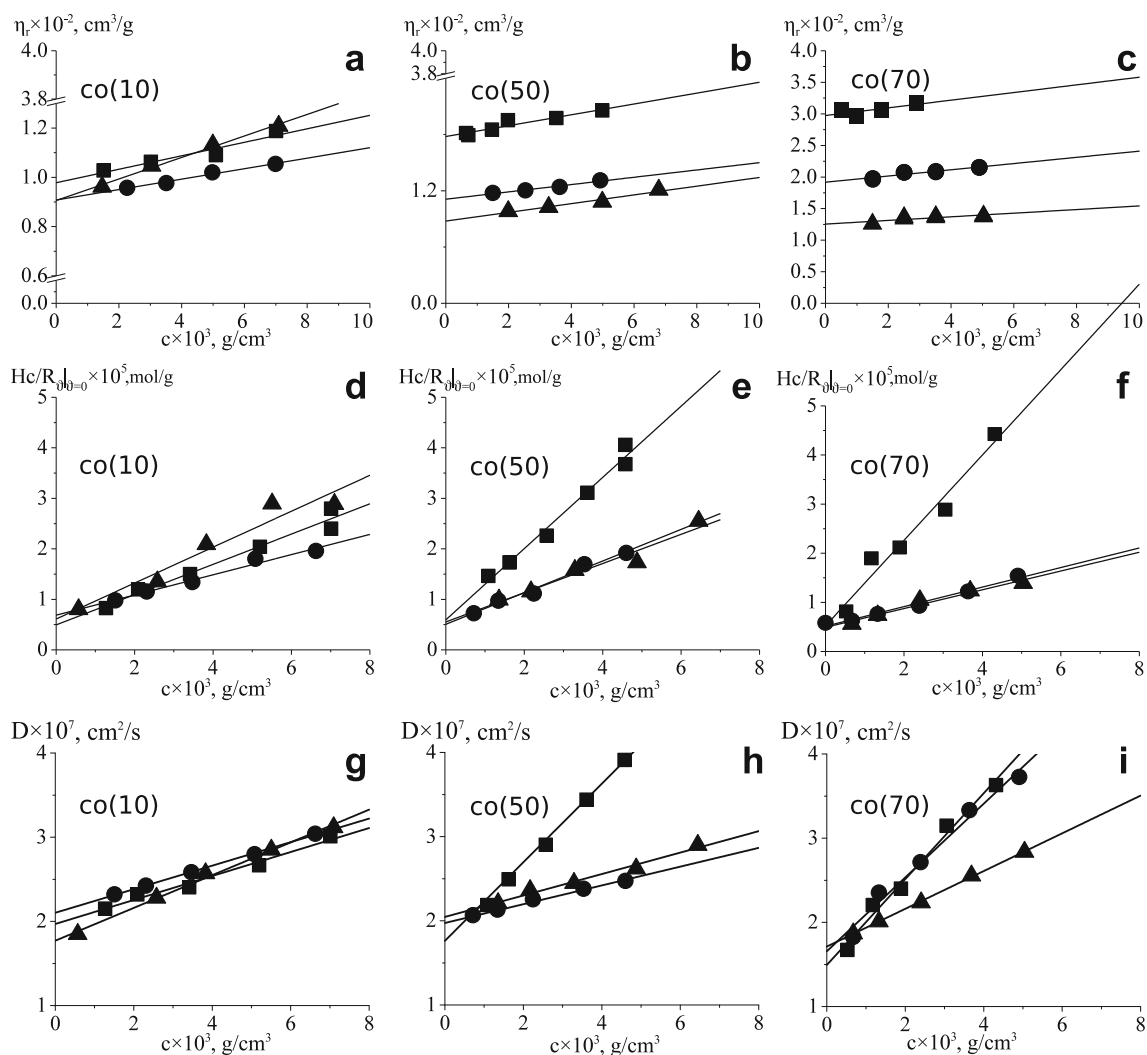 ηr×10⁻², cm³/g
a
co(10)
4.0
3.8
3.8
1.2
1.0
0.8
0.6
0.0
0 2 4 6 8 10
c×10³, g/cm³
ηr×10⁻², cm³/g
b
co(50)
4.0
3.8
1.2
0.0
0 2 4 6 8 10
c×10³, g/cm³
ηr×10⁻², cm³/g
c
co(70)
4.0
3.5
3.0
2.5
2.0
1.5
1.0
0.5
0.0
0 2 4 6 8 10
c×10³, g/cm³
Hc/Rϑ|ϑ=0 ×10⁵,mol/g
d
co(10)
5
4
3
2
1
0
0 2 4 6 8
c×10³, g/cm³
Hc/Rϑ|ϑ=0 ×10⁵,mol/g
e
co(50)
5
4
3
2
1
0
0 2 4 6 8
c×10³, g/cm³
Hc/Rϑ|ϑ=0 ×10⁵,mol/g
f
co(70)
5
4
3
2
1
0
0 2 4 6 8
c×10³, g/cm³
D×10⁷, cm²/s
g
co(10)
4
3
2
1
0 2 4 6 8
c×10³, g/cm³
D×10⁷, cm²/s
h
co(50)
4
3
2
1
0 2 4 6 8
c×10³, g/cm³
D×10⁷, cm²/s
i
co(70)
4
3
2
1
0 2 4 6 8
c×10³, g/cm³